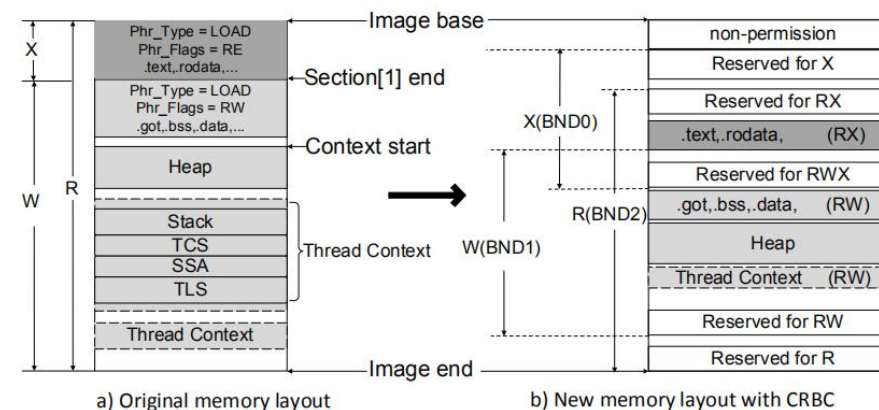 Phr_Type = LOAD
Phr_Flags = RE
.text,.rodata,...
Phr_Type = LOAD
Phr_Flags = RW
.got,.bss,.data,...
Heap
Stack
TCS
SSA
TLS
Thread Context
X
W
R
Image base
Section[1] end
Context start
Thread Context
Image end
non-permission
Reserved for X
Reserved for RX
.text,.rodata, (RX)
Reserved for RWX
.got,.bss,.data, (RW)
Heap
Thread Context (RW)
Reserved for RW
Reserved for R
X(BND0)
W(BND1)
R(BND2)
a) Original memory layout
b) New memory layout with CRBC